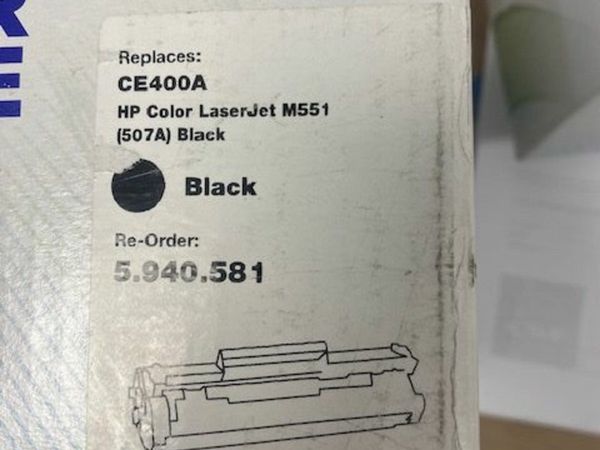 Replaces:
CE400A
HP Color LaserJet M551
(507A) Black
Black
Re-Order:
5.940.581